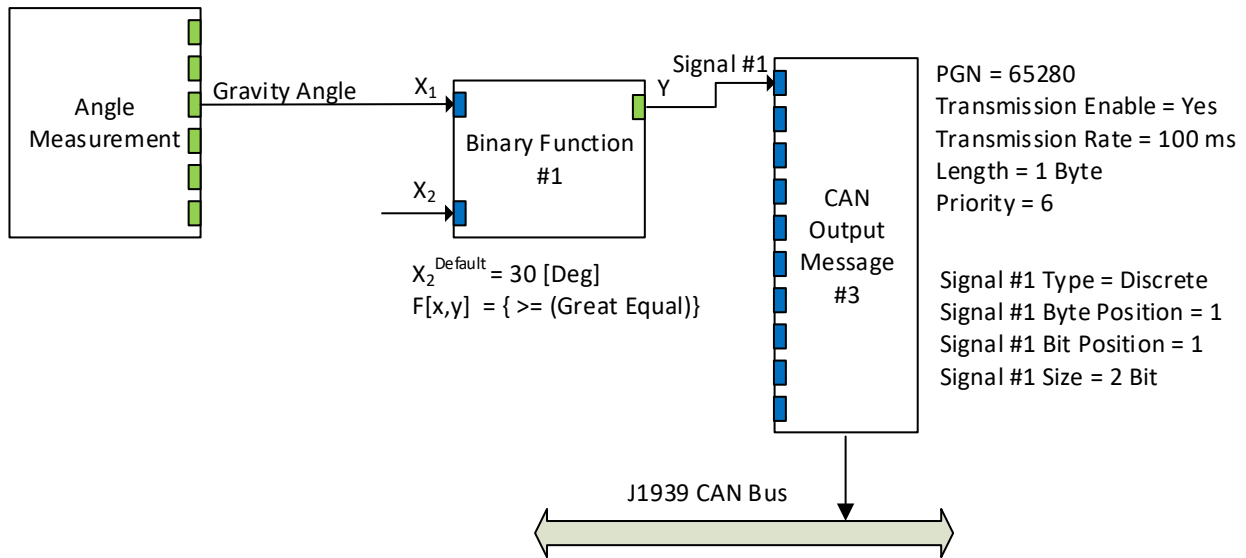 Angle
Measurement
Gravity Angle
X1
X2
Binary Function
#1
Y
X2Default = 30 [Deg]
F[x,y] = { >= (Great Equal)}
Signal #1
CAN
Output
Message
#3
PGN = 65280
Transmission Enable = Yes
Transmission Rate = 100 ms
Length = 1 Byte
Priority = 6
Signal #1 Type = Discrete
Signal #1 Byte Position = 1
Signal #1 Bit Position = 1
Signal #1 Size = 2 Bit
J1939 CAN Bus